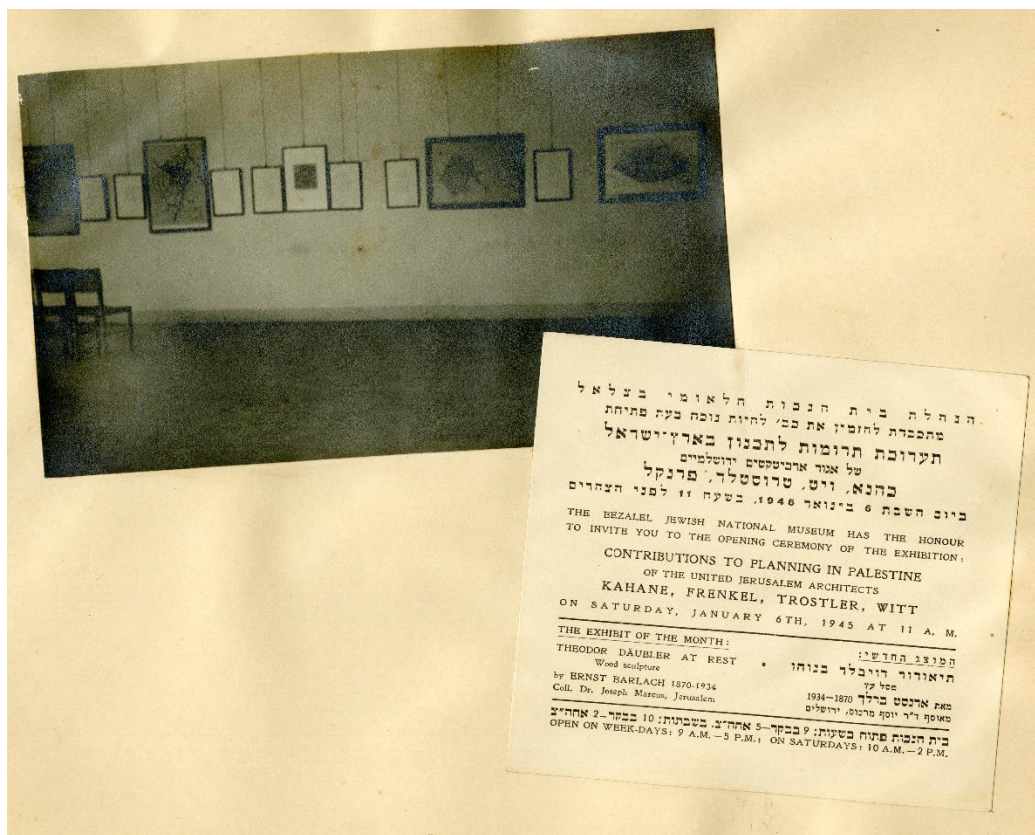 הנהלת בית הנכות הלאומי בצלאל
מתכבדת להזמין את כב׳ להיות נוכח בעת פתיחת
תערוכת תרומות לתכנון בארץ־ישראל
של אגוד ארכיטקטים ירושלמיים
כהנא, ויט, טרוסטלר, פרנקל
ביום השבת 6 בינואר 1945, בשעה 11 לפני הצהרים
THE BEZALEL JEWISH NATIONAL MUSEUM HAS THE HONOUR
TO INVITE YOU TO THE OPENING CEREMONY OF THE EXHIBITION:
CONTRIBUTIONS TO PLANNING IN PALESTINE
OF THE UNITED JERUSALEM ARCHITECTS
KAHANE, FRENKEL, TROSTLER, WITT
ON SATURDAY, JANUARY 6TH, 1945 AT 11 A. M.
THE EXHIBIT OF THE MONTH:
THEODOR DÄUBLER AT REST
Wood sculpture
by ERNST BARLACH 1870-1934
Coll. Dr. Joseph Marcus, Jerusalem
המוצג החדשי:
תיאודור דויבלר בנוחו
פסל עץ
מאת ארנסט ברלך 1870–1934
מאוסף ד"ר יוסף מרכוס, ירושלים
בית הנכות פתוח בשעות: 9 בבקר–5 אחה"צ. בשבתות: 10 בבקר–2 אחה"צ
OPEN ON WEEK-DAYS: 9 A.M.–5 P.M.; ON SATURDAYS: 10 A.M.–2 P.M.